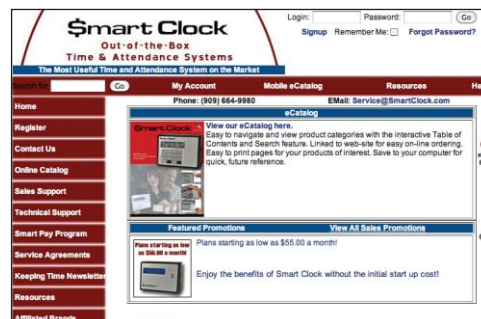 Login: Password: Go
$mart Clock
Signup Remember Me: Forgot Password?
Out-of-the-Box
Time & Attendance Systems
The Most Useful Time and Attendance System on the Market
Search for Go My Account Mobile eCatalog Resources He
Phone: (909) 664-9980 EMail: Service@SmartClock.com
Home
Register
Contact Us
Online Catalog
Sales Support
Technical Support
Smart Pay Program
Service Agreements
Keeping Time Newsletter
Resources
Affiliated Brands
eCatalog
$mart Clock
View our eCatalog here.
Easy to navigate and view product categories with the interactive Table of
Contents and Search feature. Linked to web-site for easy on-line ordering.
Easy to print pages for your products of interest. Save to your computer for
quick, future reference.
Featured Promotions View All Sales Promotions
Plans starting as low
as $55.00 a month!
Plans starting as low as $55.00 a month!
Enjoy the benefits of Smart Clock without the initial start up cost!